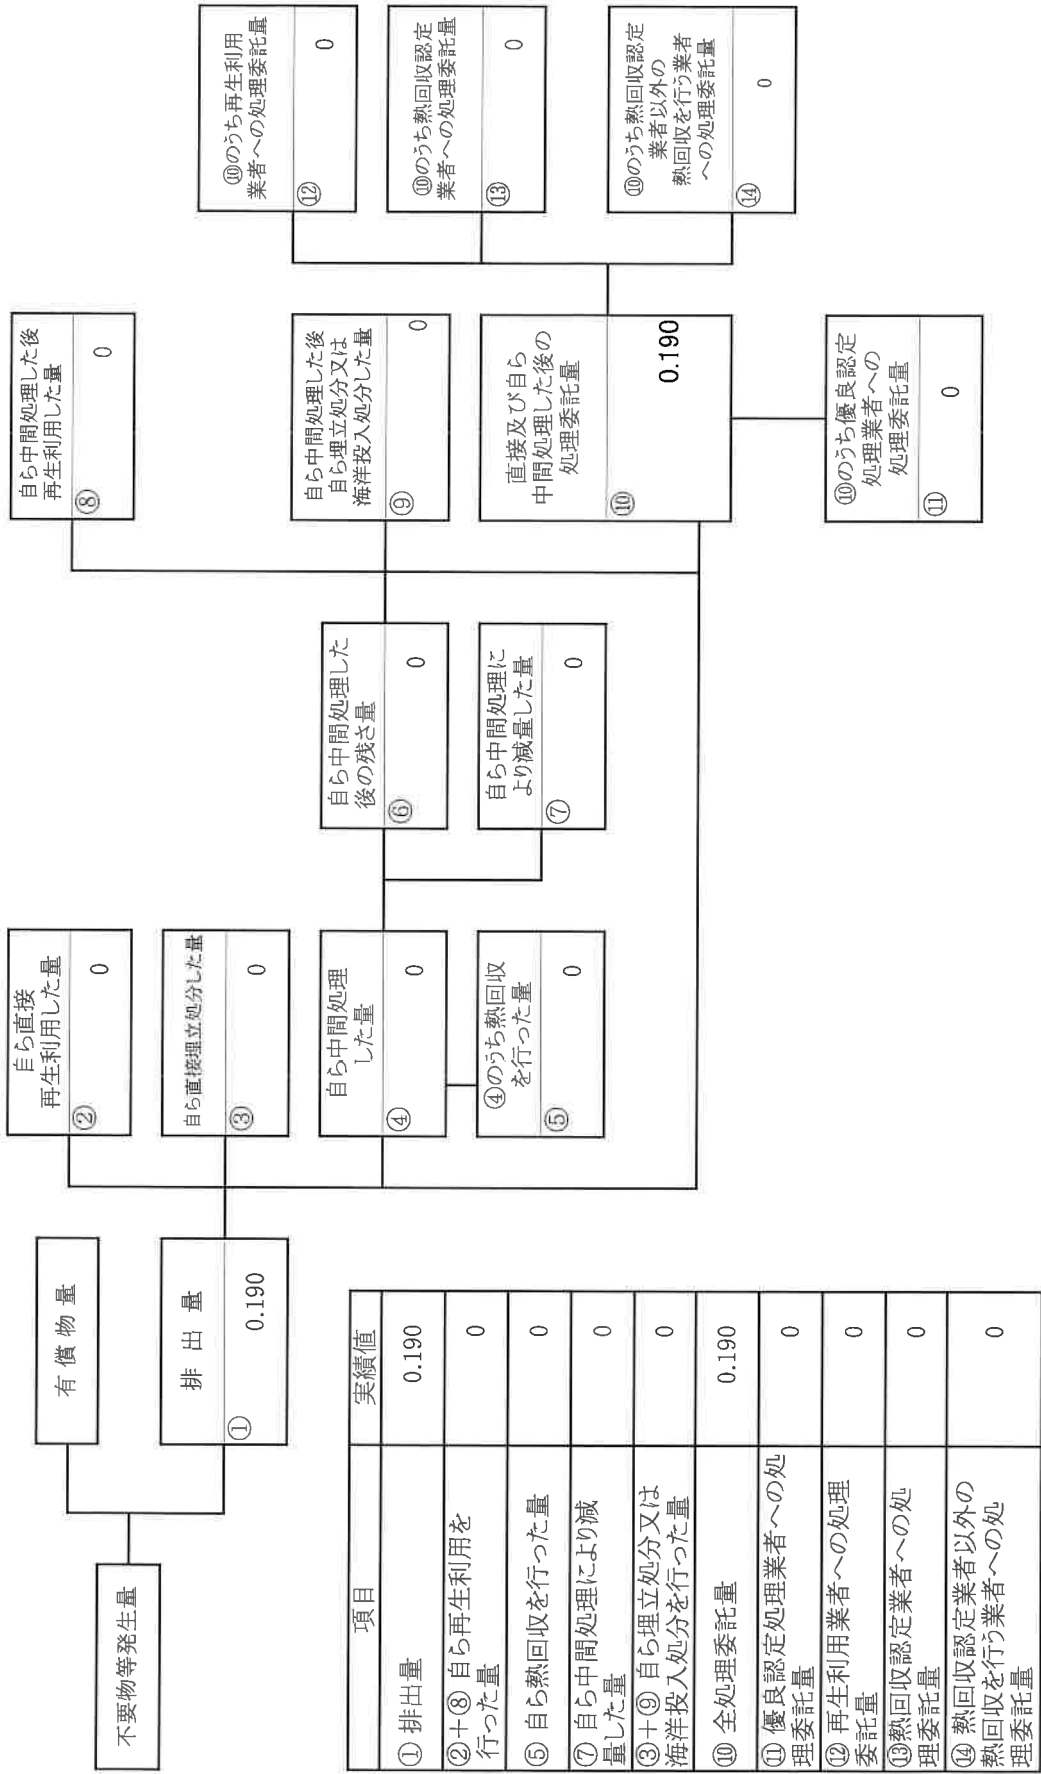 不要物等発生量
有償物量
排出量
① 0.190
自ら直接
再生利用した量
② 0
自ら直接埋立処分した量
③ 0
自ら中間処理
した量
④ 0
④のうち熱回収
を行った量
⑤ 0
自ら中間処理した
後の残さ量
⑥ 0
自ら中間処理に
より減量した量
⑦ 0
自ら中間処理した後
再生利用した量
⑧ 0
自ら中間処理した後
自ら埋立処分又は
海洋投入処分した量
⑨ 0
直接及び自ら
中間処理した後の
処理委託量
⑩ 0.190
⑩のうち優良認定
処理業者への
処理委託量
⑪ 0
⑩のうち再生利用
業者への処理委託量
⑫ 0
⑩のうち熱回収認定
業者への処理委託量
⑬ 0
⑩のうち熱回収認定
業者以外の
熱回収を行う業者
への処理委託量
⑭ 0
項目 実績値
① 排出量 0.190
②+⑧ 自ら再生利用を
行った量 0
⑤ 自ら熱回収を行った量 0
⑦ 自ら中間処理により減
量した量 0
③+⑨ 自ら埋立処分又は
海洋投入処分を行った量 0
⑩ 全処理委託量 0.190
⑪ 優良認定処理業者への処
理委託量 0
⑫ 再生利用業者への処理
委託量 0
⑬熱回収認定業者への処
理委託量 0
⑭ 熱回収認定業者以外の
熱回収を行う業者への処
理委託量 0